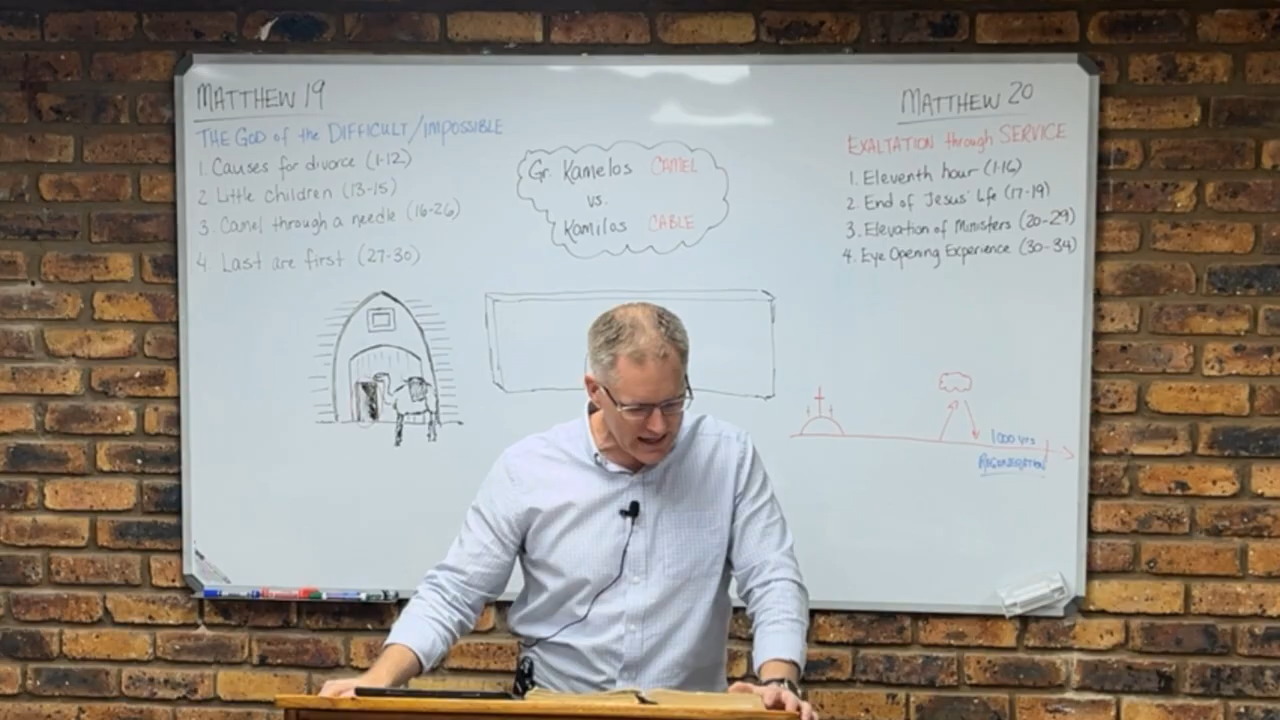 MATTHEW 19
THE GOD of the DIFFICULT/IMPOSSIBLE
1. Causes for divorce (1-12)
2 Little children (13-15)
3. Camel through a needle (16-26)
4. Last are first (27-30)
Gr. Kamelos CAMEL
vs.
Kamilos CABLE
MATTHEW 20
EXALTATION through SERVICE
1. Eleventh hour (1-16)
2. End of Jesus' Life (17-19)
3. Elevation of Ministers (20-29)
4. Eye Opening Experience (30-34)
1000 yrs
REGENERATION